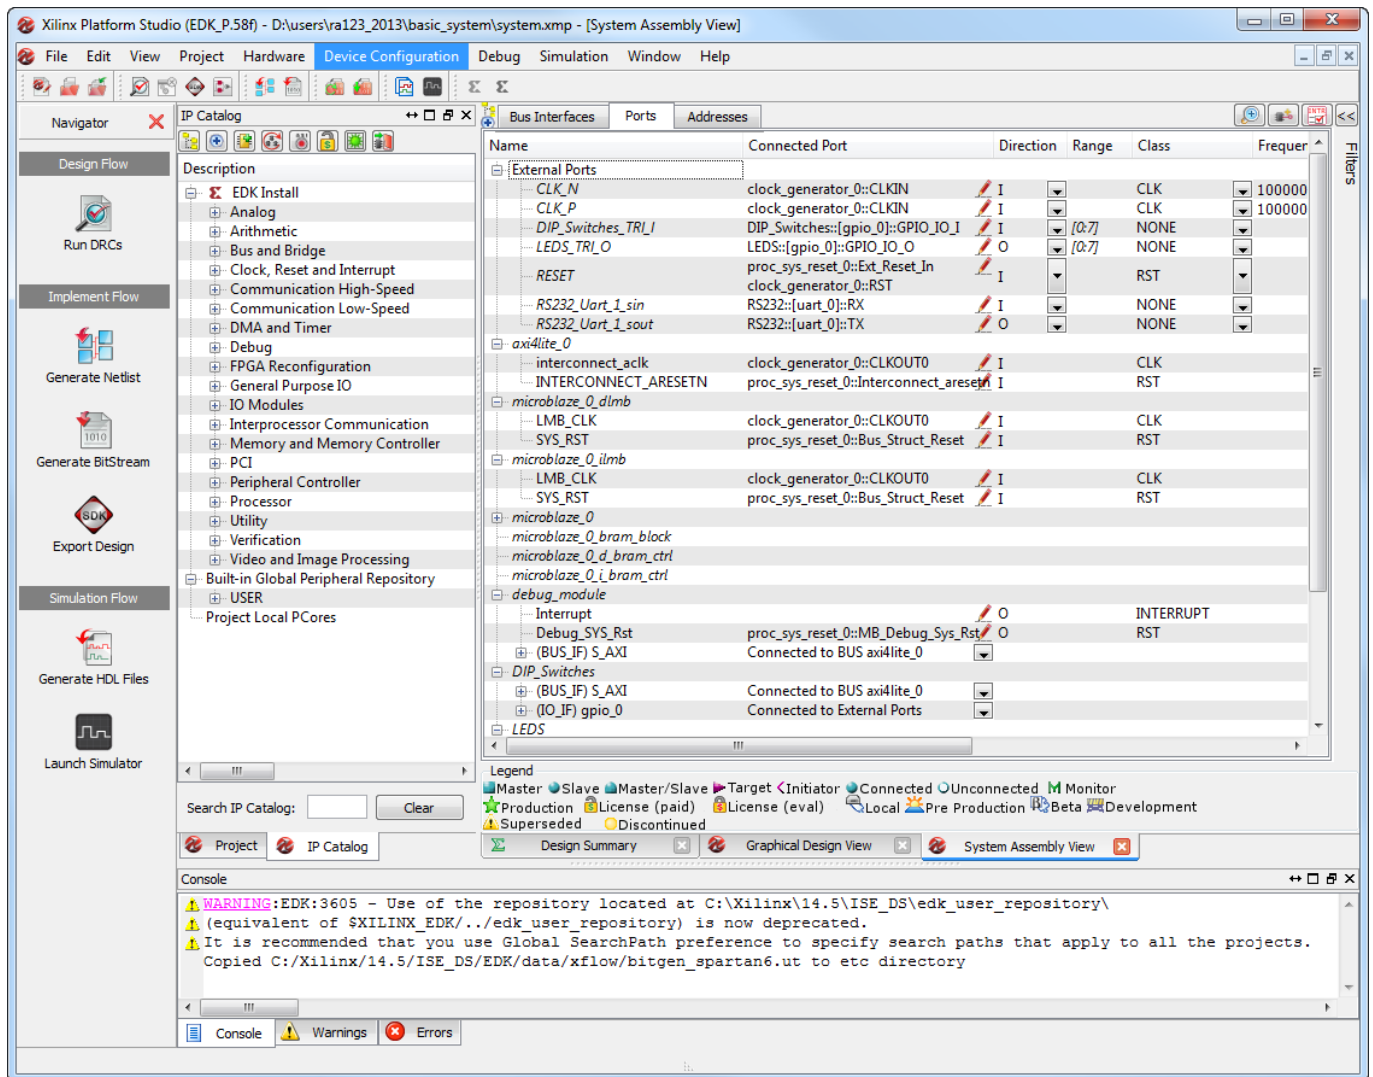 Xilinx Platform Studio (EDK_P.58f) - D:\users\ra123_2013\basic_system\system.xmp - [System Assembly View]
File Edit View Project Hardware Device Configuration Debug Simulation Window Help
Navigator
Design Flow
Run DRCs
Implement Flow
Generate Netlist
1010
Generate BitStream
SDK
Export Design
Simulation Flow
Generate HDL Files
Launch Simulator
IP Catalog
Description
EDK Install
Analog
Arithmetic
Bus and Bridge
Clock, Reset and Interrupt
Communication High-Speed
Communication Low-Speed
DMA and Timer
Debug
FPGA Reconfiguration
General Purpose IO
IO Modules
Interprocessor Communication
Memory and Memory Controller
PCI
Peripheral Controller
Processor
Utility
Verification
Video and Image Processing
Built-in Global Peripheral Repository
USER
Project Local PCores
Search IP Catalog: Clear
Project IP Catalog
Bus Interfaces Ports Addresses
<<
Filters
Name Connected Port Direction Range Class Frequer
External Ports
CLK_N clock_generator_0::CLKIN I CLK 100000
CLK_P clock_generator_0::CLKIN I CLK 100000
DIP_Switches_TRI_I DIP_Switches::[gpio_0]::GPIO_IO_I I [0:7] NONE
LEDS_TRI_O LEDS::[gpio_0]::GPIO_IO_O O [0:7] NONE
RESET proc_sys_reset_0::Ext_Reset_In I RST
clock_generator_0::RST
RS232_Uart_1_sin RS232::[uart_0]::RX I NONE
RS232_Uart_1_sout RS232::[uart_0]::TX O NONE
axi4lite_0
interconnect_aclk clock_generator_0::CLKOUT0 I CLK
INTERCONNECT_ARESETN proc_sys_reset_0::Interconnect_aresetn I RST
microblaze_0_dlmb
LMB_CLK clock_generator_0::CLKOUT0 I CLK
SYS_RST proc_sys_reset_0::Bus_Struct_Reset I RST
microblaze_0_ilmb
LMB_CLK clock_generator_0::CLKOUT0 I CLK
SYS_RST proc_sys_reset_0::Bus_Struct_Reset I RST
microblaze_0
microblaze_0_bram_block
microblaze_0_d_bram_ctrl
microblaze_0_i_bram_ctrl
debug_module
Interrupt O INTERRUPT
Debug_SYS_Rst proc_sys_reset_0::MB_Debug_Sys_Rst O RST
(BUS_IF) S_AXI Connected to BUS axi4lite_0
DIP_Switches
(BUS_IF) S_AXI Connected to BUS axi4lite_0
(IO_IF) gpio_0 Connected to External Ports
LEDS
Legend
Master Slave Master/Slave Target Initiator Connected Unconnected M Monitor
Production License (paid) License (eval) Local Pre Production Beta Development
Superseded Discontinued
Design Summary Graphical Design View System Assembly View
Console
WARNING:EDK:3605 - Use of the repository located at C:\Xilinx\14.5\ISE_DS\edk_user_repository\
(equivalent of $XILINX_EDK/../edk_user_repository) is now deprecated.
It is recommended that you use Global SearchPath preference to specify search paths that apply to all the projects.
Copied C:/Xilinx/14.5/ISE_DS/EDK/data/xflow/bitgen_spartan6.ut to etc directory
Console Warnings Errors